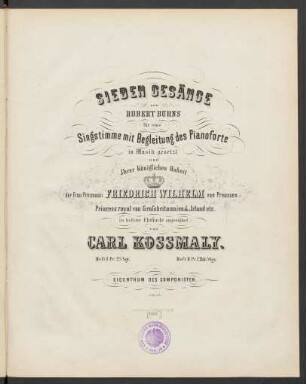 SIEBEN GESÄNGE
von
ROBERT BURNS
für eine
Singstimme mit Begleitung des Pianoforte
in Musik gesetzt
und
Ihrer Königlichen Hoheit
der Frau Prinzessin FRIEDRICH WILHELM von Preussen
Princess royal von Grossbritannien & Irland etc.
in tiefster Ehrfurcht
von
CARL KOSSMALY.
EIGENTHUM DES COMPONISTEN.